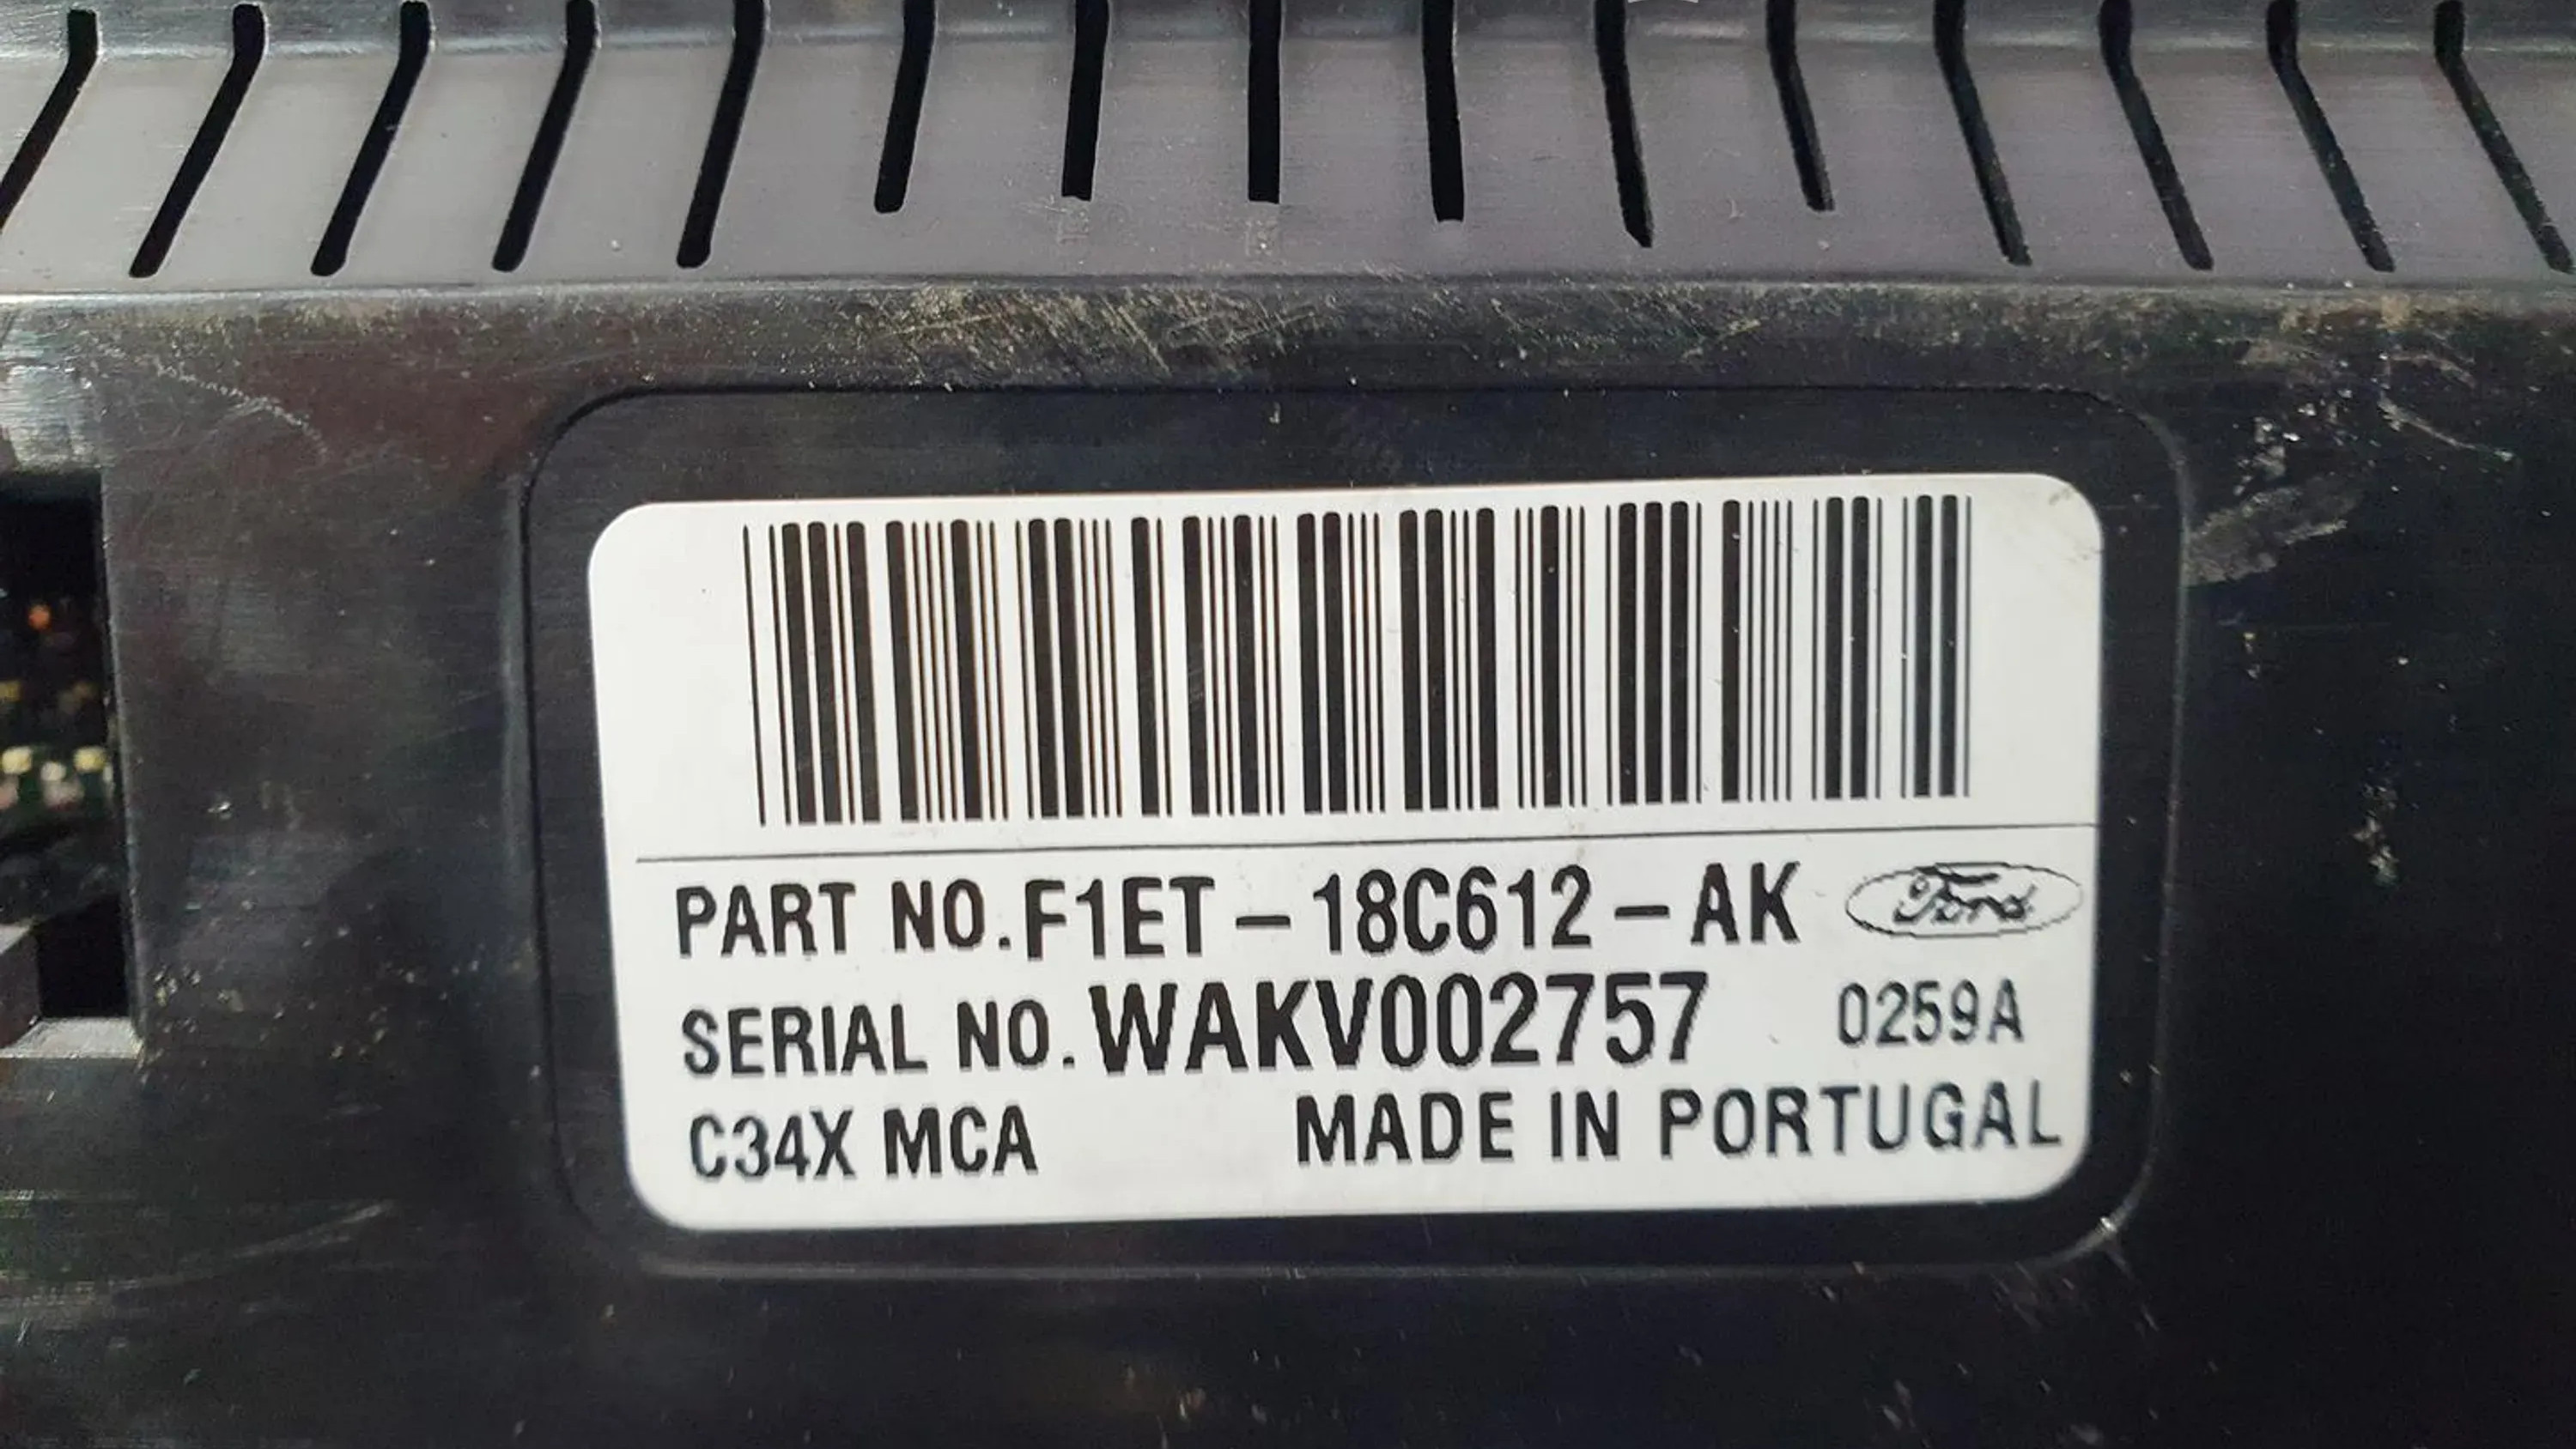 PART NO.F1ET-18C612-AK Ford
SERIAL NO.WAKV002757 0259A
C34X MCA MADE IN PORTUGAL